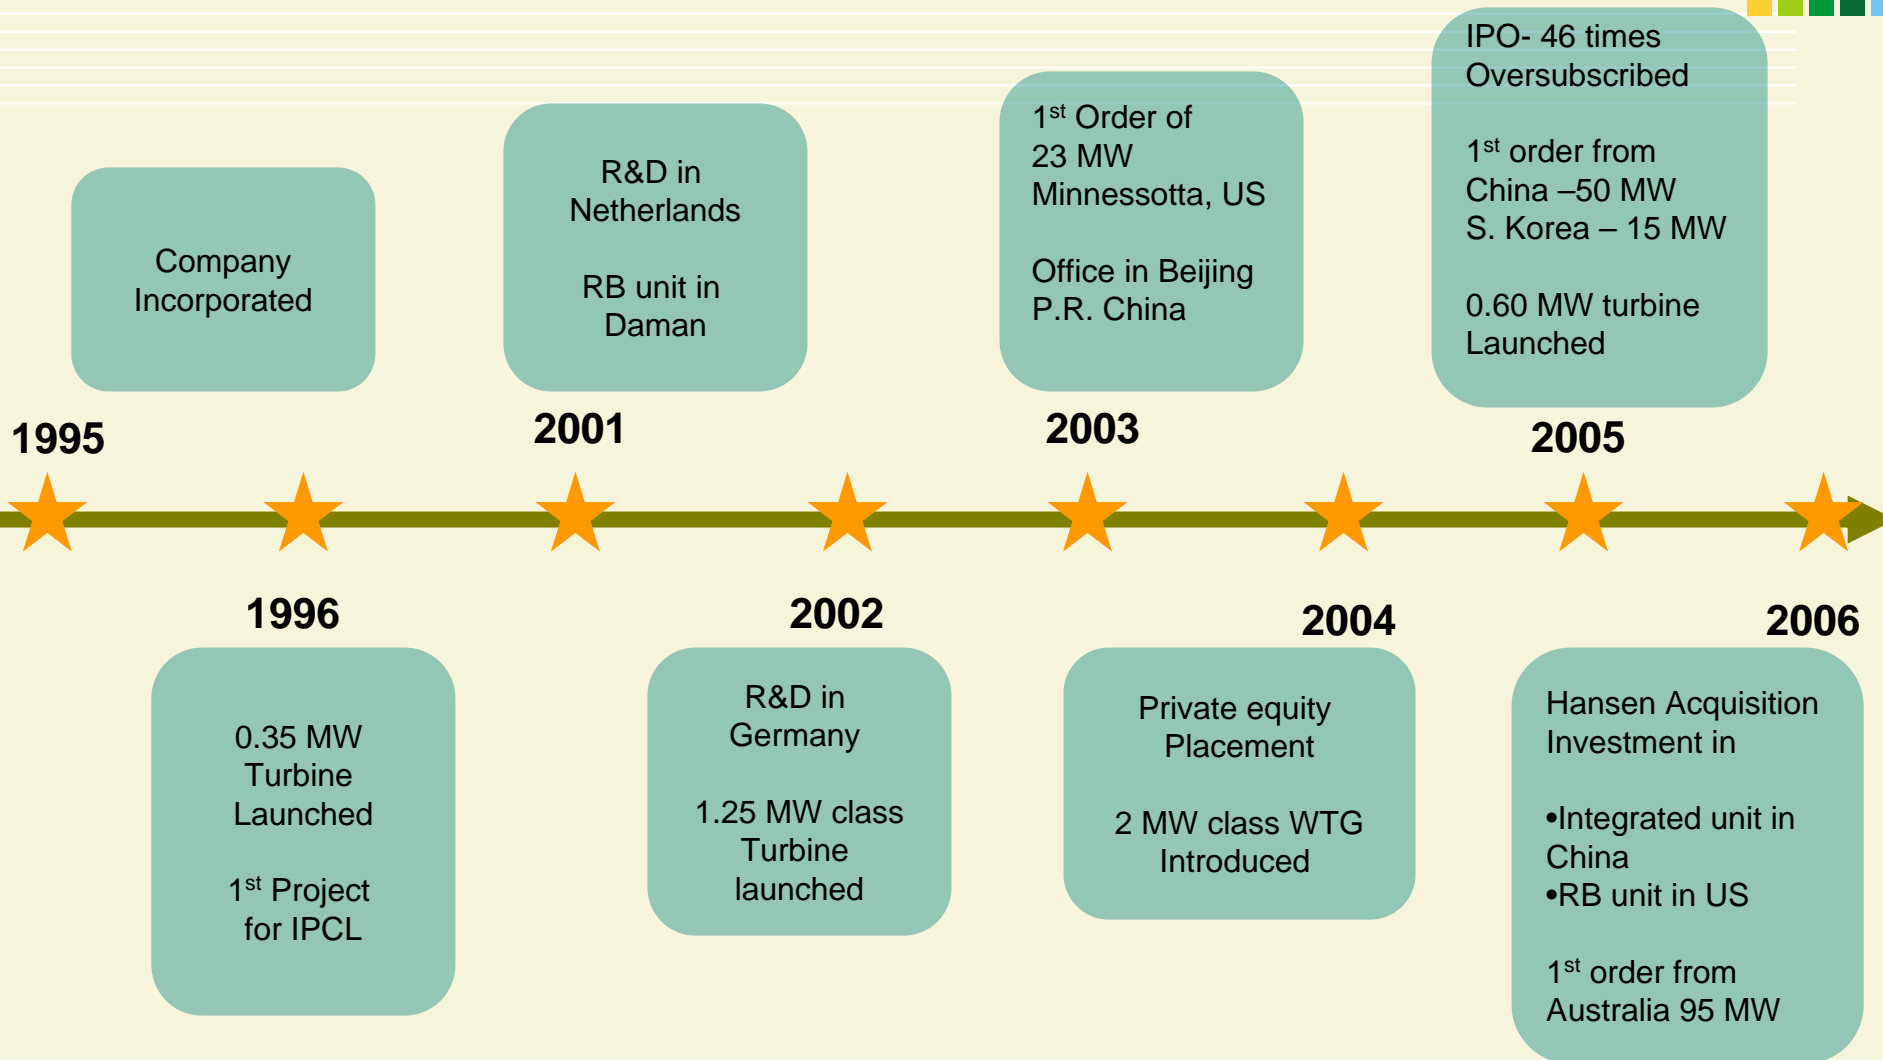 Company
Incorporated
R&D in
Netherlands
RB unit in
Daman
1st Order of
23 MW
Minnessotta, US
Office in Beijing
P.R. China
IPO- 46 times
Oversubscribed
1st order from
China –50 MW
S. Korea – 15 MW
0.60 MW turbine
Launched
1995
2001
2003
2005
1996
2002
2004
2006
0.35 MW
Turbine
Launched
1st Project
for IPCL
R&D in
Germany
1.25 MW class
Turbine
launched
Private equity
Placement
2 MW class WTG
Introduced
Hansen Acquisition
Investment in
•Integrated unit in
China
•RB unit in US
1st order from
Australia 95 MW